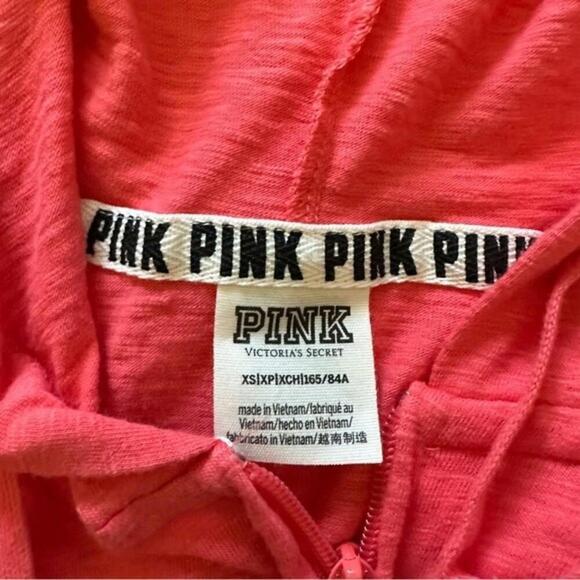 PINK PINK PINK PINK
PINK
VICTORIA'S SECRET
XS|XP|XCH|165/84A
made in Vietnam/fabriqué au
Vietnam/hecho en Vietnam/
fabbricato in Vietnam/越南制造